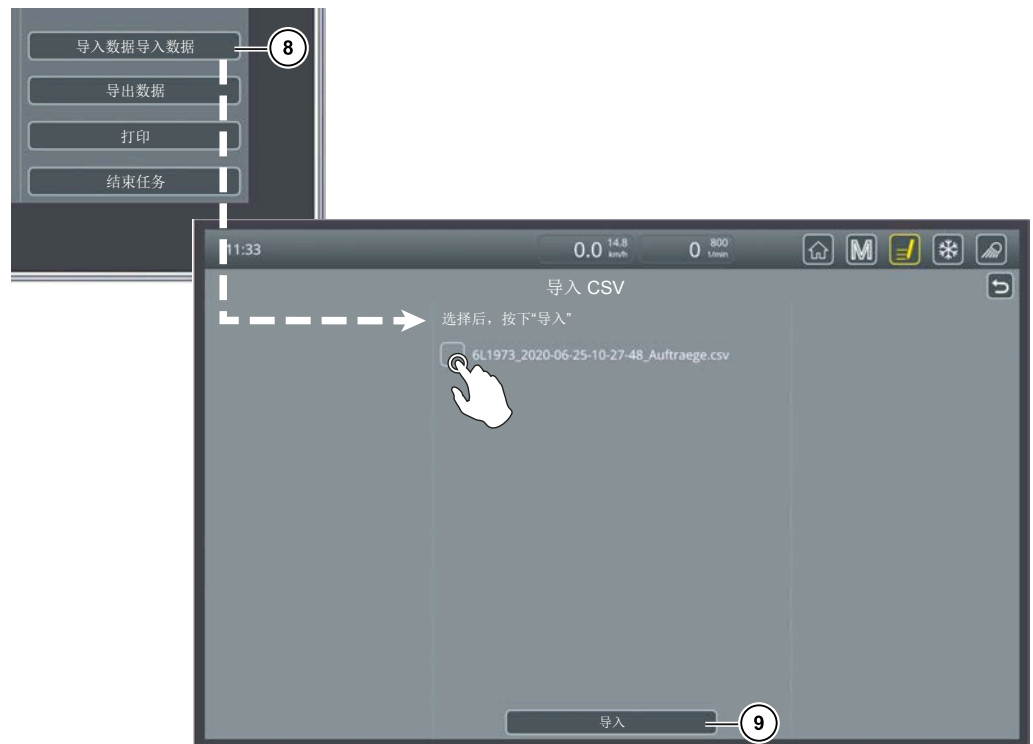 导入数据导入数据
8
导出数据
打印
结束任务
11:33
0.0 14.8 km/h
0 800 1/min
M
导入 CSV
选择后，按下“导入”
6L1973_2020-06-25-10-27-48_Auftraege.csv
导入
9